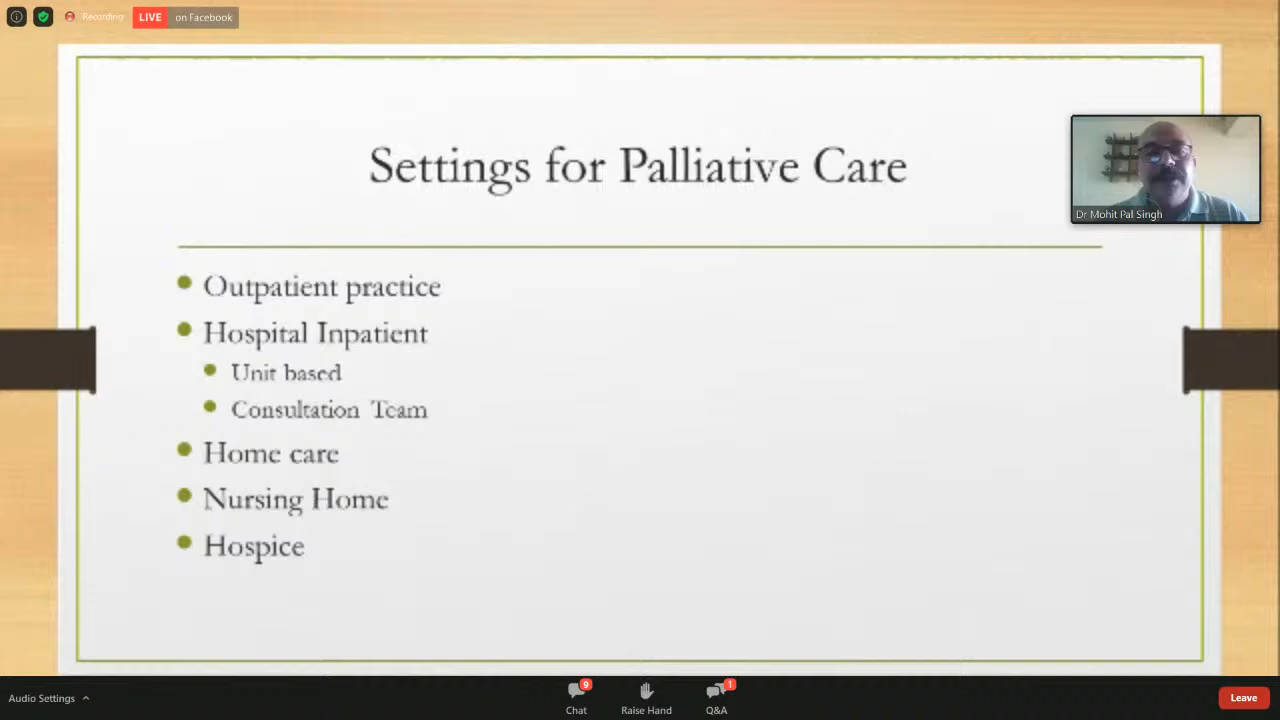 Recording
LIVE on Facebook
Settings for Palliative Care
Dr Mohit Pal Singh
Outpatient practice
Hospital Inpatient
Unit based
Consultation Team
Home care
Nursing Home
Hospice
Audio Settings
9
Chat
Raise Hand
1
Q&A
Leave